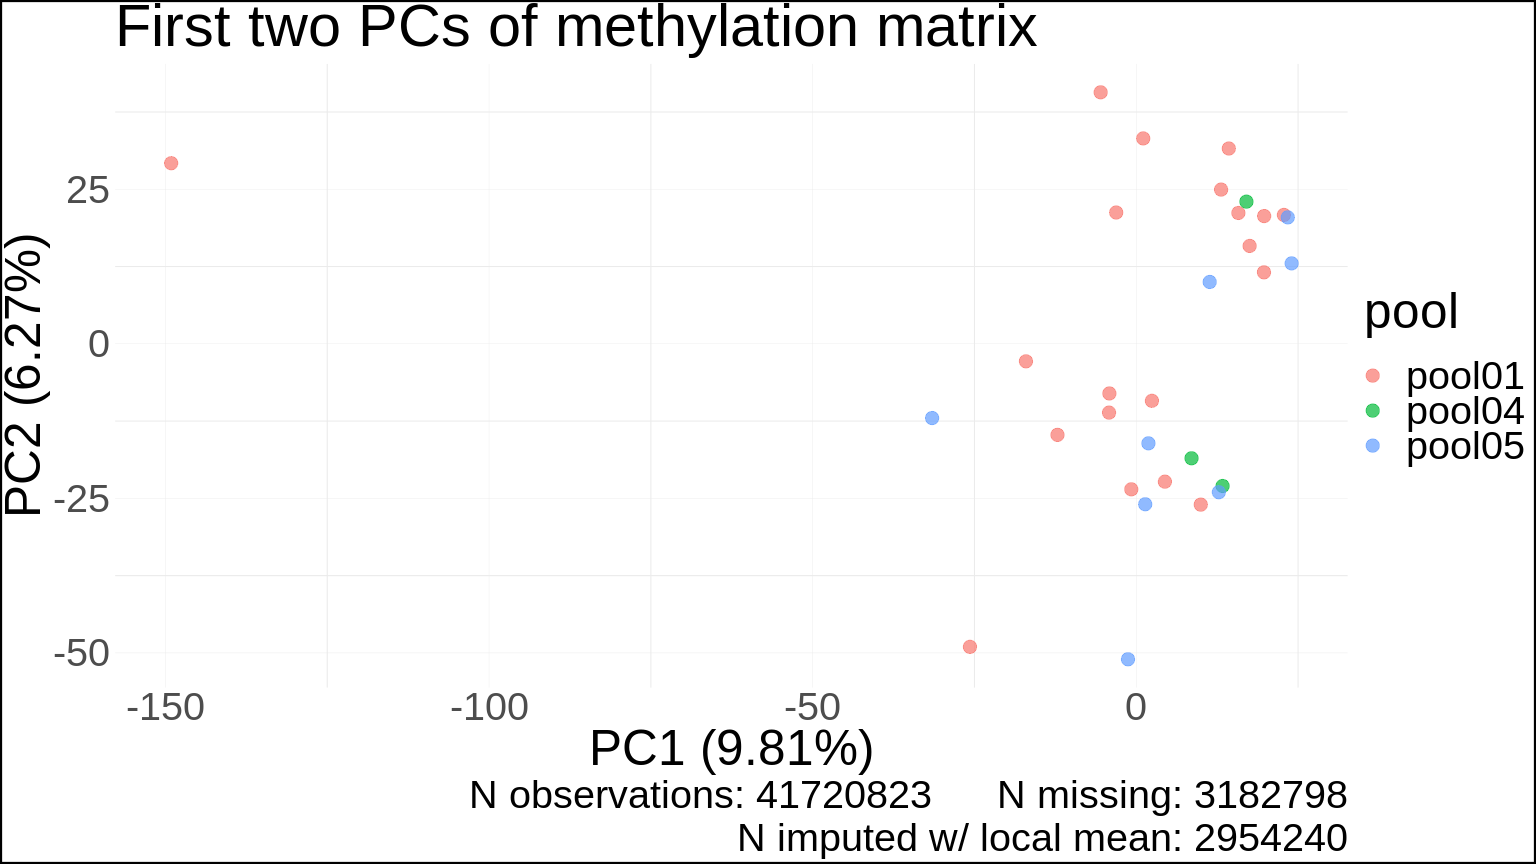 First two PCs of methylation matrix
25
0
-25
-50
PC2 (6.27%)
-150 -100 -50 0
PC1 (9.81%)
pool
pool01
pool04
pool05
N observations: 41720823 N missing: 3182798
N imputed w/ local mean: 2954240